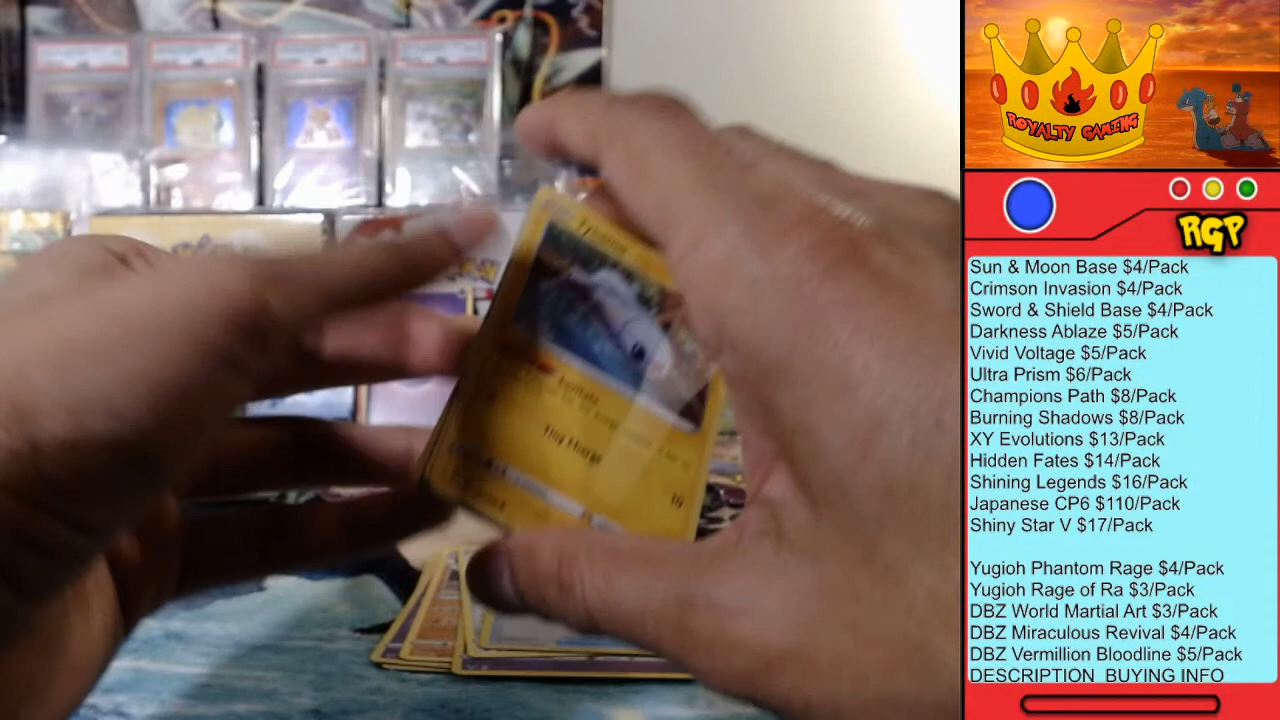 ROYALTY GAMING
RGP
Sun & Moon Base $4/Pack
Crimson Invasion $4/Pack
Sword & Shield Base $4/Pack
Darkness Ablaze $5/Pack
Vivid Voltage $5/Pack
Ultra Prism $6/Pack
Champions Path $8/Pack
Burning Shadows $8/Pack
XY Evolutions $13/Pack
Hidden Fates $14/Pack
Shining Legends $16/Pack
Japanese CP6 $110/Pack
Shiny Star V $17/Pack
Yugioh Phantom Rage $4/Pack
Yugioh Rage of Ra $3/Pack
DBZ World Martial Art $3/Pack
DBZ Miraculous Revival $4/Pack
DBZ Vermillion Bloodline $5/Pack
DESCRIPTION BUYING INFO
Tynamo
Tiny Charge
10